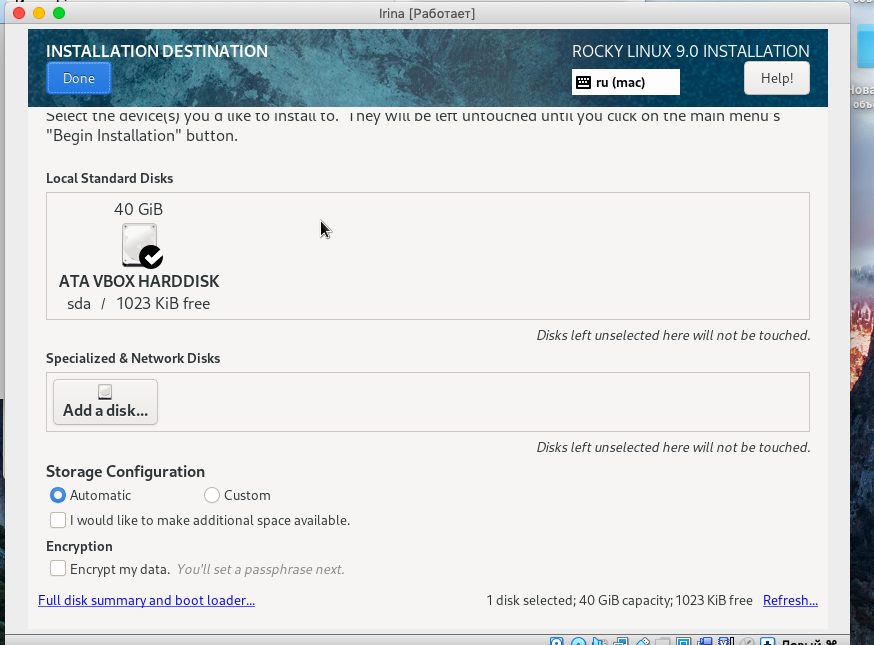 Irina [Работает]
INSTALLATION DESTINATION
ROCKY LINUX 9.0 INSTALLATION
Done
ru (mac)
Help!
Select the device(s) you'd like to install to.  They will be left untouched until you click on the main menu's
"Begin Installation" button.
Local Standard Disks
40 GiB
ATA VBOX HARDDISK
sda / 1023 KiB free
Disks left unselected here will not be touched.
Specialized & Network Disks
Add a disk...
Disks left unselected here will not be touched.
Storage Configuration
Automatic
Custom
I would like to make additional space available.
Encryption
Encrypt my data. You'll set a passphrase next.
Full disk summary and boot loader...
1 disk selected; 40 GiB capacity; 1023 KiB free
Refresh...
Левый ⌘